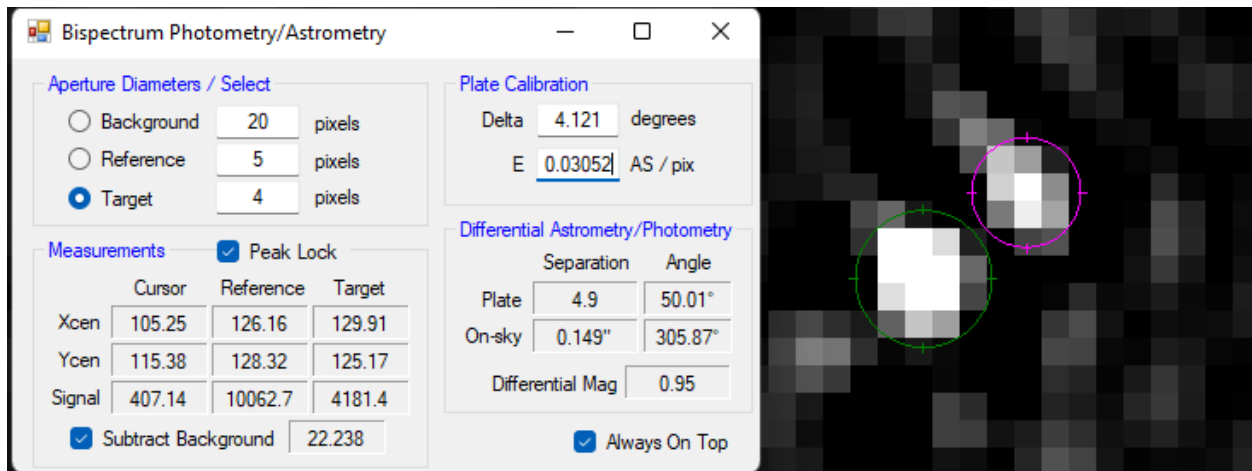 Bispectrum Photometry/Astrometry
Aperture Diameters / Select
Background 20 pixels
Reference 5 pixels
Target 4 pixels
Plate Calibration
Delta 4.121 degrees
E 0.03052 AS / pix
Measurements Peak Lock
Cursor Reference Target
Xcen 105.25 126.16 129.91
Ycen 115.38 128.32 125.17
Signal 407.14 10062.7 4181.4
Subtract Background 22.238
Differential Astrometry/Photometry
Separation Angle
Plate 4.9 50.01°
On-sky 0.149" 305.87°
Differential Mag 0.95
Always On Top